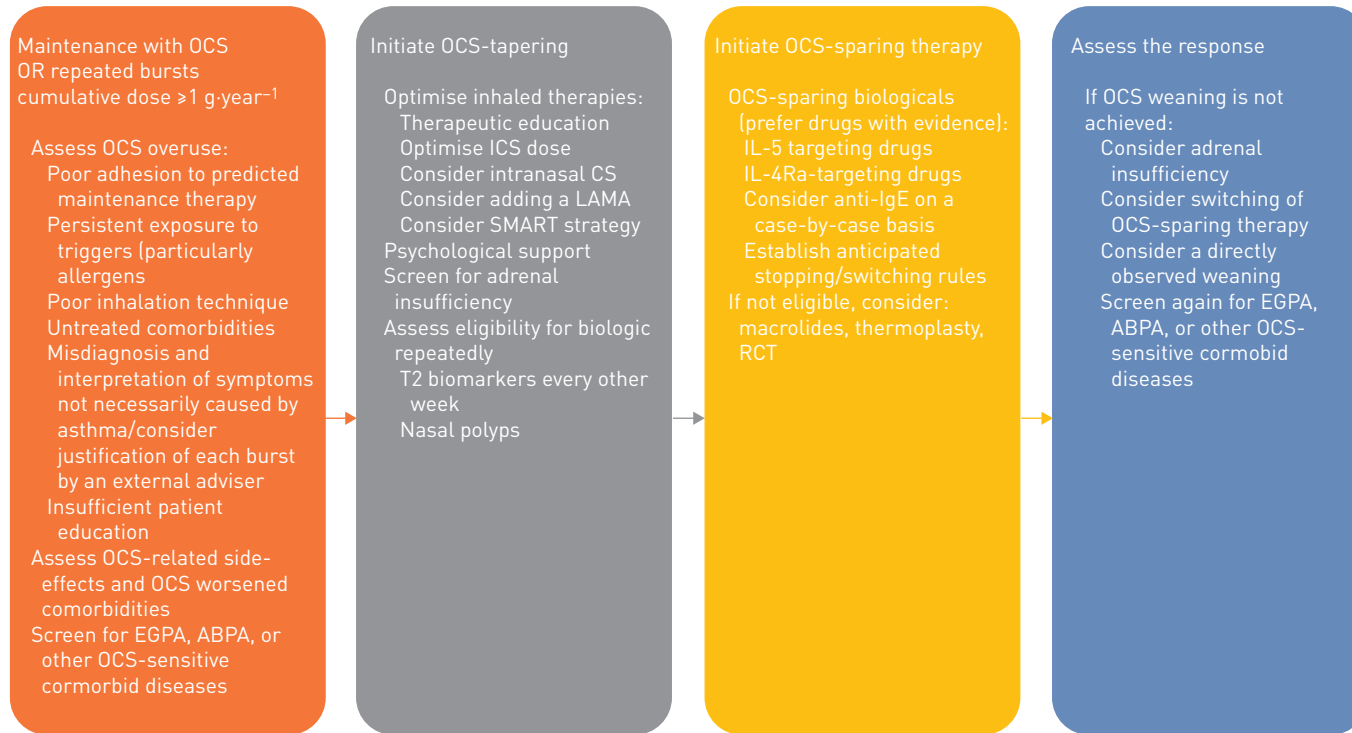 Maintenance with OCS
OR repeated bursts
cumulative dose ⩾1 g·year⁻¹
Assess OCS overuse:
Poor adhesion to predicted
maintenance therapy
Persistent exposure to
triggers (particularly
allergens
Poor inhalation technique
Untreated comorbidities
Misdiagnosis and
interpretation of symptoms
not necessarily caused by
asthma/consider
justification of each burst
by an external adviser
Insufficient patient
education
Assess OCS-related side-
effects and OCS worsened
comorbidities
Screen for EGPA, ABPA, or
other OCS-sensitive
cormorbid diseases
Initiate OCS-tapering
Optimise inhaled therapies:
Therapeutic education
Optimise ICS dose
Consider intranasal CS
Consider adding a LAMA
Consider SMART strategy
Psychological support
Screen for adrenal
insufficiency
Assess eligibility for biologic
repeatedly
T2 biomarkers every other
week
Nasal polyps
Initiate OCS-sparing therapy
OCS-sparing biologicals
(prefer drugs with evidence):
IL-5 targeting drugs
IL-4Ra-targeting drugs
Consider anti-IgE on a
case-by-case basis
Establish anticipated
stopping/switching rules
If not eligible, consider:
macrolides, thermoplasty,
RCT
Assess the response
If OCS weaning is not
achieved:
Consider adrenal
insufficiency
Consider switching of
OCS-sparing therapy
Consider a directly
observed weaning
Screen again for EGPA,
ABPA, or other OCS-
sensitive cormobid
diseases